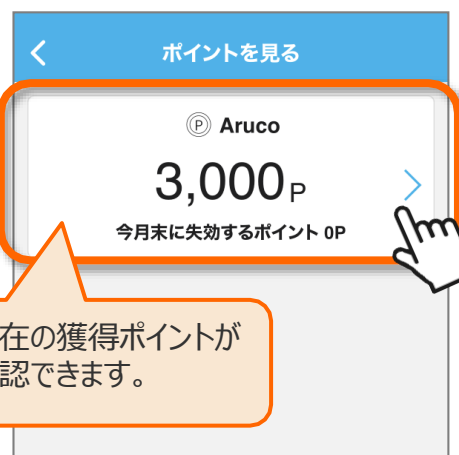 ポイントを見る
Ⓟ Aruco
3,000 P
今月末に失効するポイント 0P
在の獲得ポイントが
認できます。